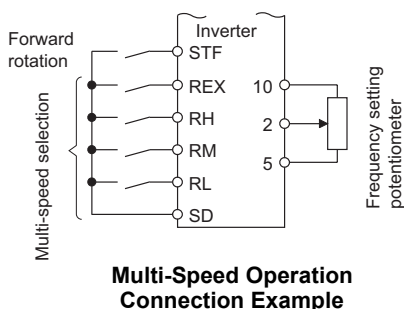 Inverter
Forward
rotation
STF
REX
RH
RM
RL
SD
Multi-speed selection
10
2
5
Frequency setting
potentiometer
Multi-Speed Operation
Connection Example